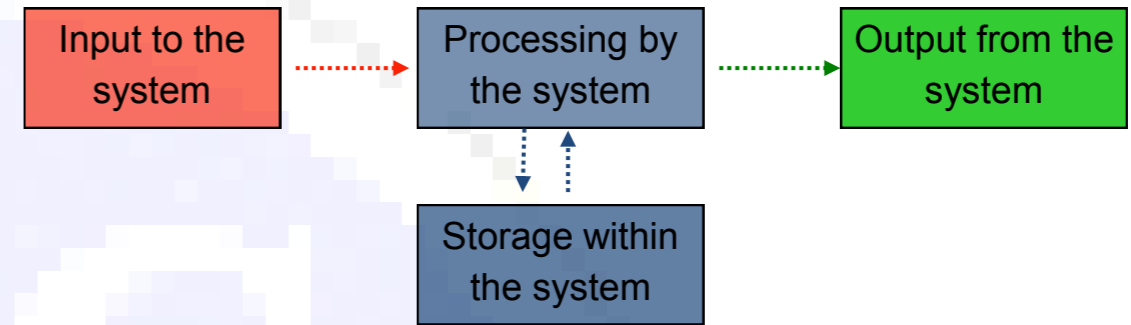 Input to the
system
Processing by
the system
Output from the
system
Storage within
the system